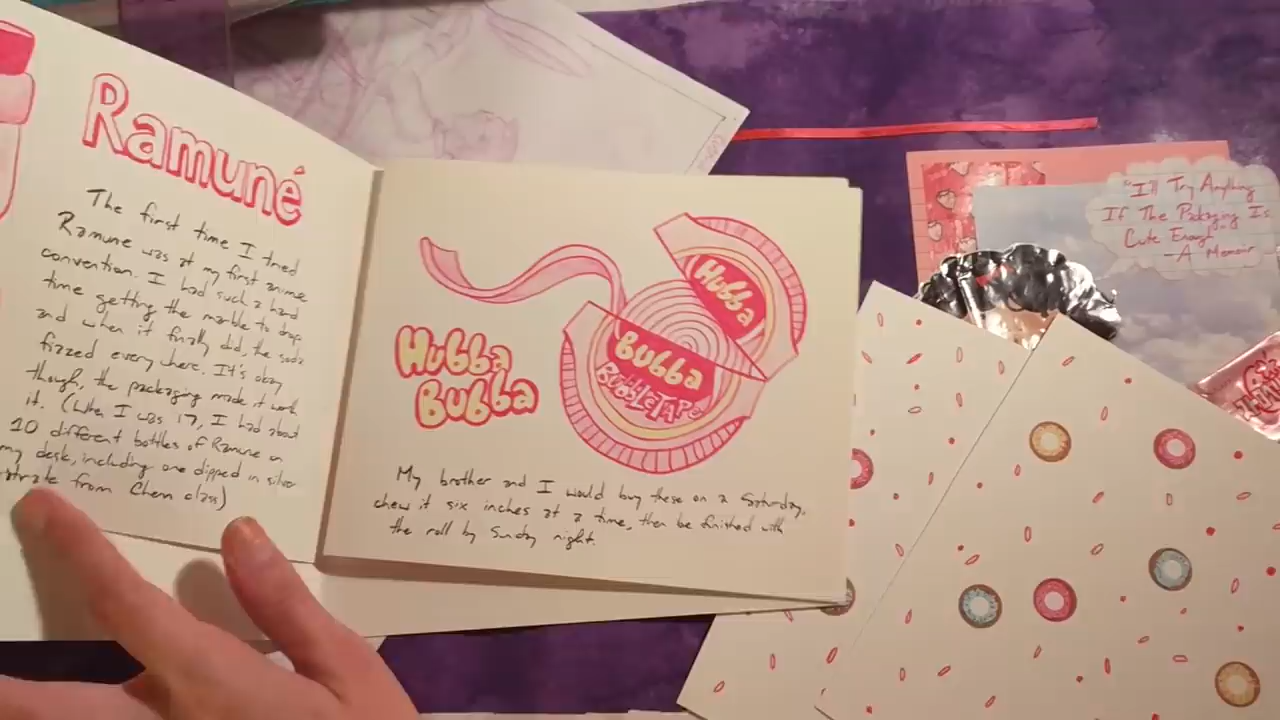 Ramuné
The first time I tried
Ramune was at my first anime
convention. I had such a hard
time getting the marble to drop,
and when it finally did, the soda
fizzed everywhere. It's okay
though, the packaging made it worth
it. (When I was 17, I had about
10 different bottles of Ramune on
my desk, including one dipped in silver
nitrate from Chem class)
Hubba
Bubba
Hubba
Bubba
Bubble Tape
My brother and I would buy these on a Saturday,
chew it six inches at a time, then be finished with
the roll by Sunday night.
"I'll Try Anything
If The Packaging Is
Cute Enough"
-A Memoir